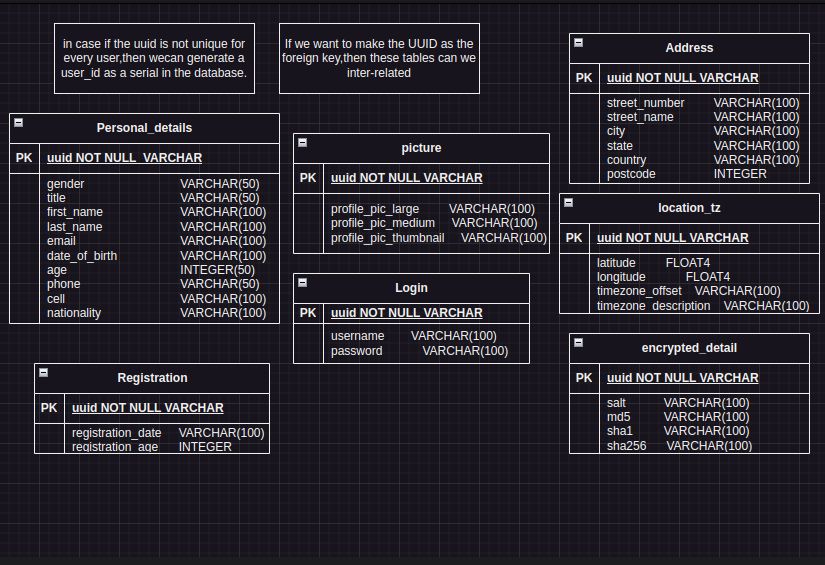 in case if the uuid is not unique for
every user,then wecan generate a
user_id as a serial in the database.
If we want to make the UUID as the
foreign key,then these tables can we
inter-related
Address
PK uuid NOT NULL VARCHAR
street_number VARCHAR(100)
street_name VARCHAR(100)
city VARCHAR(100)
state VARCHAR(100)
country VARCHAR(100)
postcode INTEGER
Personal_details
PK uuid NOT NULL VARCHAR
gender VARCHAR(50)
title VARCHAR(50)
first_name VARCHAR(100)
last_name VARCHAR(100)
email VARCHAR(100)
date_of_birth VARCHAR(100)
age INTEGER(50)
phone VARCHAR(50)
cell VARCHAR(100)
nationality VARCHAR(100)
picture
PK uuid NOT NULL VARCHAR
profile_pic_large VARCHAR(100)
profile_pic_medium VARCHAR(100)
profile_pic_thumbnail VARCHAR(100)
location_tz
PK uuid NOT NULL VARCHAR
latitude FLOAT4
longitude FLOAT4
timezone_offset VARCHAR(100)
timezone_description VARCHAR(100)
Login
PK uuid NOT NULL VARCHAR
username VARCHAR(100)
password VARCHAR(100)
encrypted_detail
PK uuid NOT NULL VARCHAR
salt VARCHAR(100)
md5 VARCHAR(100)
sha1 VARCHAR(100)
sha256 VARCHAR(100)
Registration
PK uuid NOT NULL VARCHAR
registration_date VARCHAR(100)
registration_age INTEGER